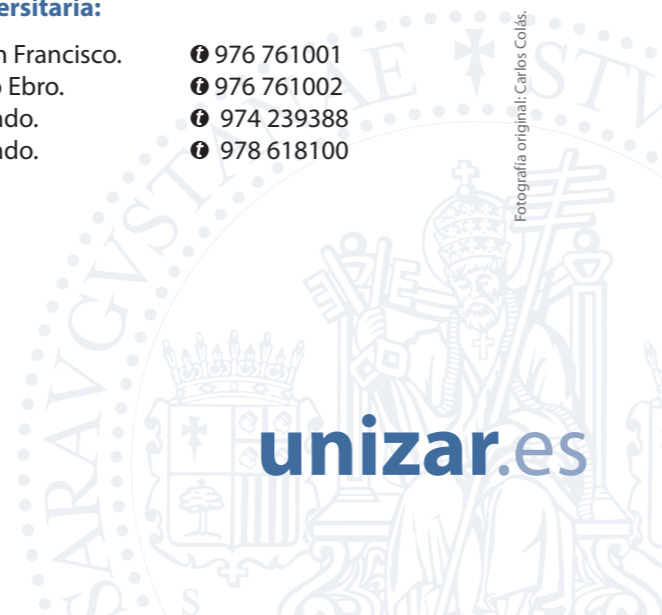 ersitaria:
n Francisco. 976 761001
o Ebro. 976 761002
ado. 974 239388
ado. 978 618100
Fotografía original: Carlos Colás.
unizar.es